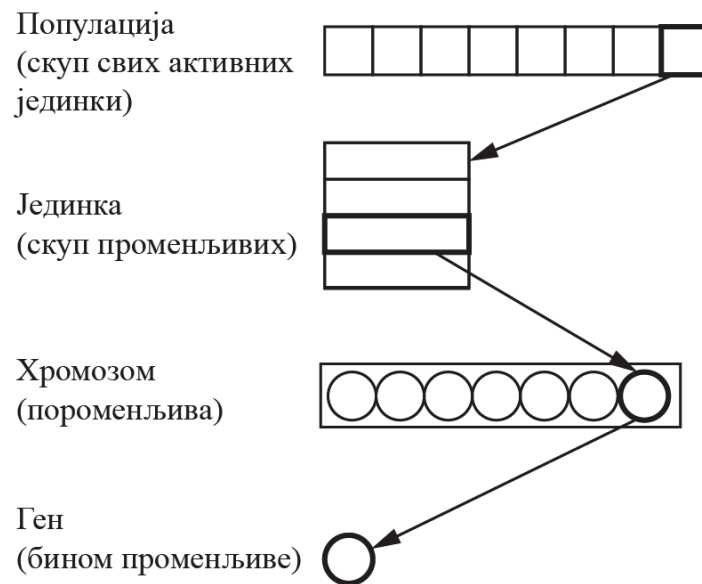 Популација
(скуп свих активних
јединки)
Јединка
(скуп променљивих)
Хромозом
(пороменљива)
Ген
(бином променљиве)